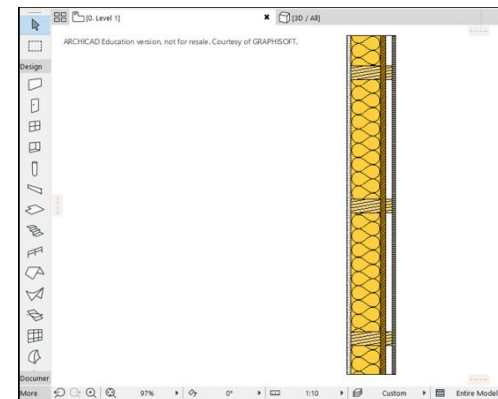 [0. Level 1]
[3D / All]
ARCHICAD Education version, not for resale. Courtesy of GRAPHISOFT.
Design
Documer
More
97%
0°
1:10
Custom
Entire Model